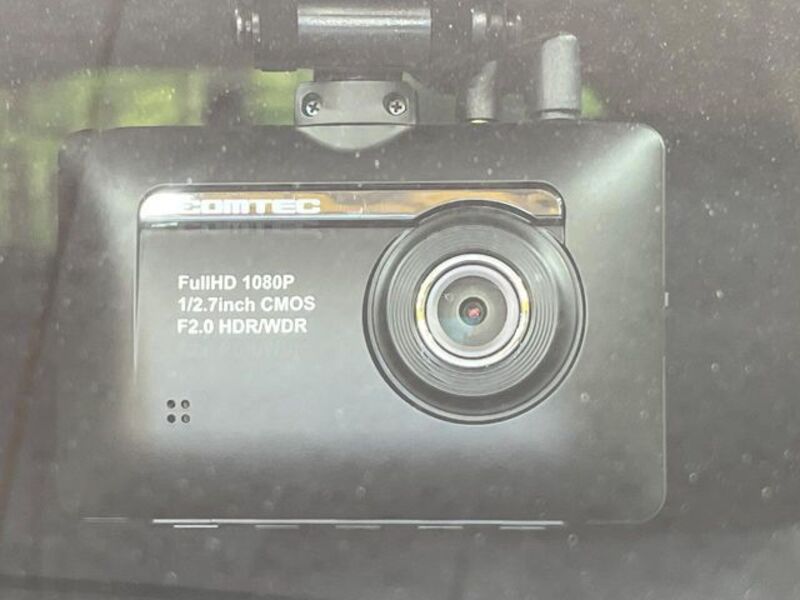 COMTEC
FullHD 1080P
1/2.7inch CMOS
F2.0 HDR/WDR